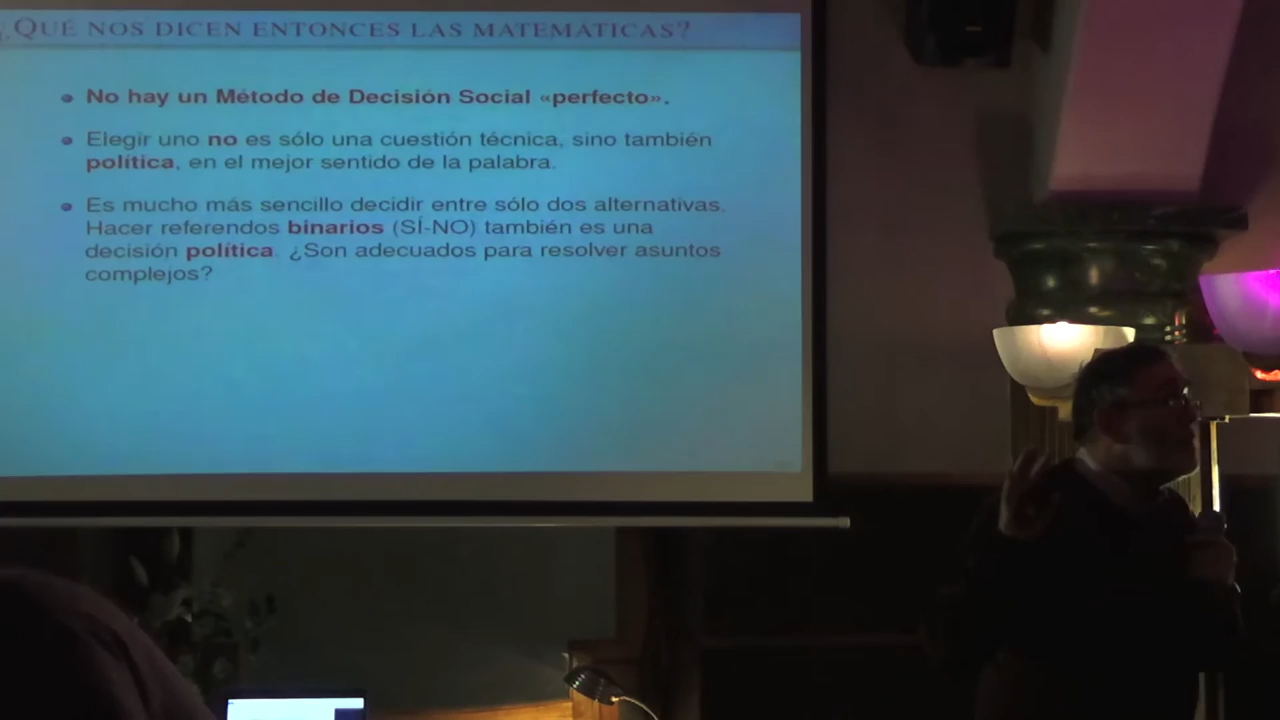 ¿QUÉ NOS DICEN ENTONCES LAS MATEMÁTICAS?
No hay un Método de Decisión Social «perfecto».
Elegir uno no es sólo una cuestión técnica, sino también
política, en el mejor sentido de la palabra.
Es mucho más sencillo decidir entre sólo dos alternativas.
Hacer referendos binarios (SÍ-NO) también es una
decisión política. ¿Son adecuados para resolver asuntos
complejos?